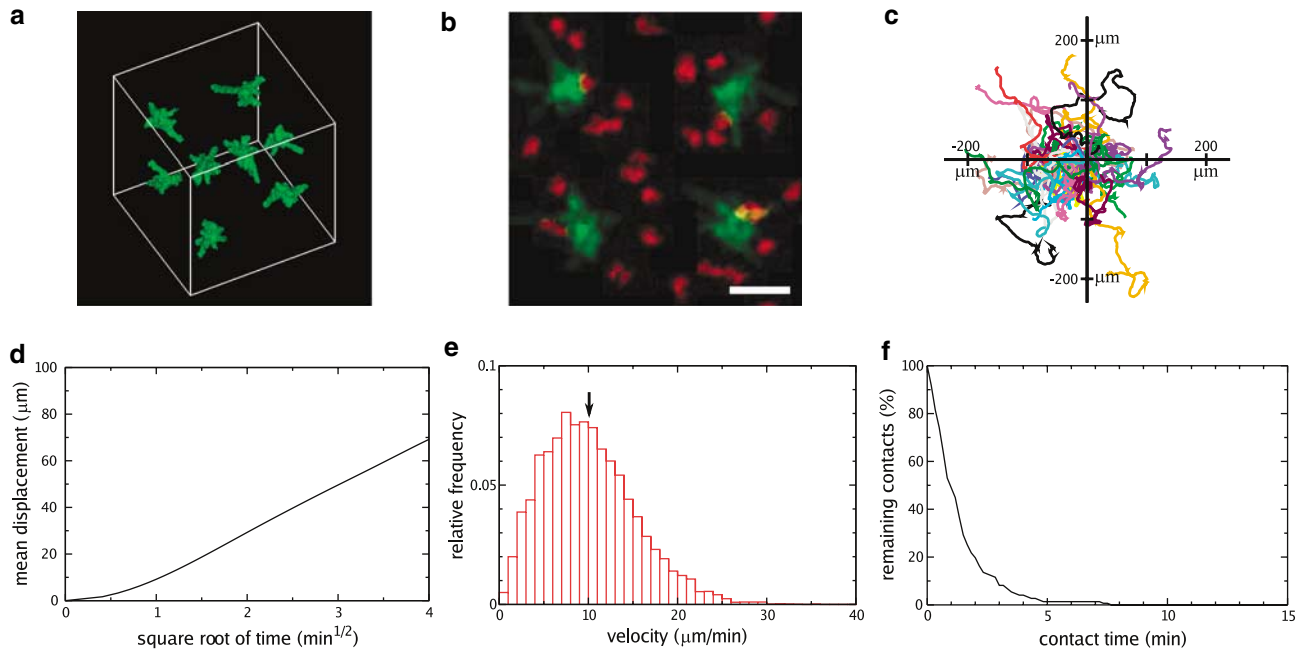 a
b
c
200
μm
-200
μm
200
μm
-200
μm
d
mean displacement (μm)
100
80
60
40
20
0
0
1
2
3
4
square root of time (min^1/2)
e
relative frequency
0.1
0.05
0
0
10
20
30
40
velocity (μm/min)
f
remaining contacts (%)
100
80
60
40
20
0
0
5
10
15
contact time (min)